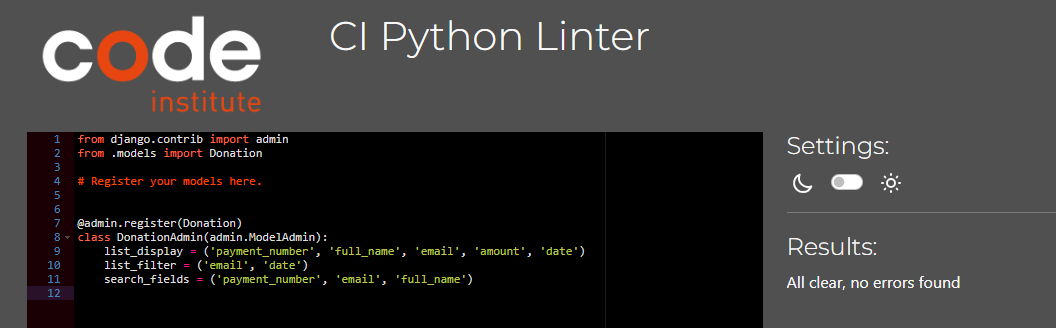 code
institute
CI Python Linter
1 from django.contrib import admin
2 from .models import Donation
3
4 # Register your models here.
5
6
7 @admin.register(Donation)
8 class DonationAdmin(admin.ModelAdmin):
9     list_display = ('payment_number', 'full_name', 'email', 'amount', 'date')
10     list_filter = ('email', 'date')
11     search_fields = ('payment_number', 'email', 'full_name')
12
Settings:
Results:
All clear, no errors found